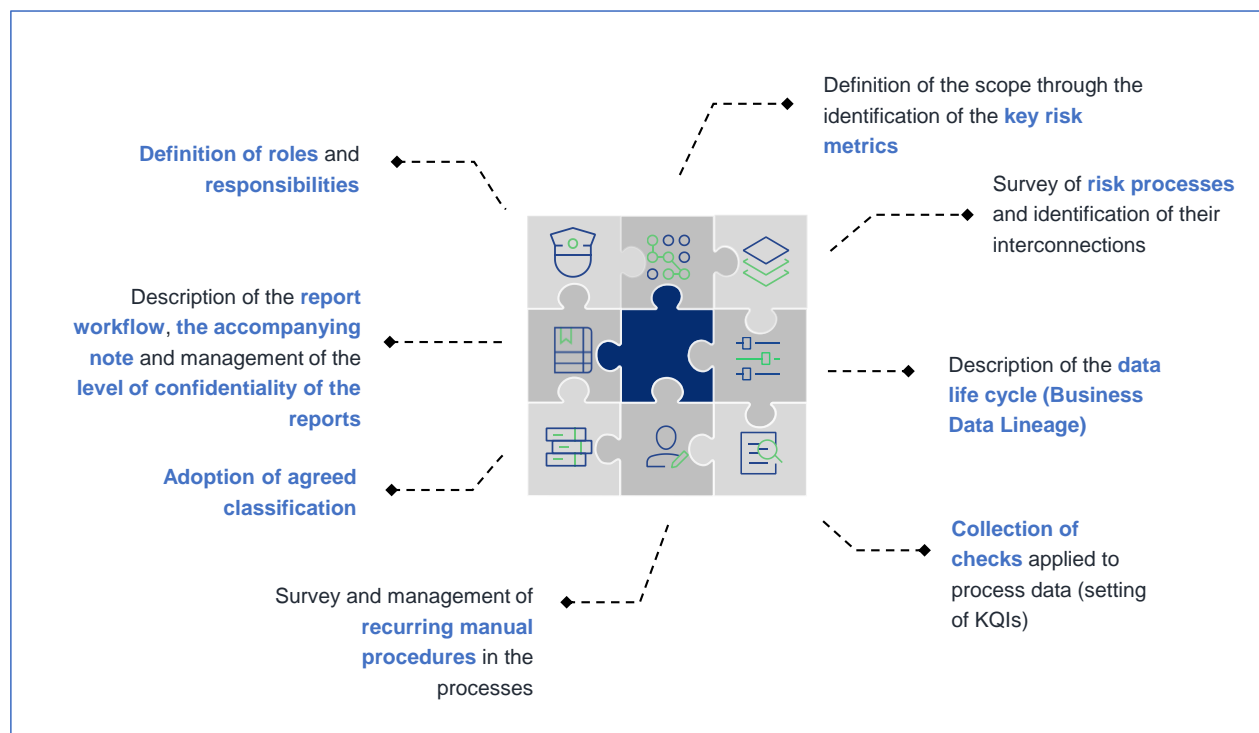 Definition of the scope through the
identification of the key risk
metrics
Definition of roles and
responsibilities
Survey of risk processes
and identification of their
interconnections
Description of the report
workflow, the accompanying
note and management of the
level of confidentiality of the
reports
Description of the data
life cycle (Business
Data Lineage)
Adoption of agreed
classification
Collection of
checks applied to
process data (setting
of KQIs)
Survey and management of
recurring manual
procedures in the
processes